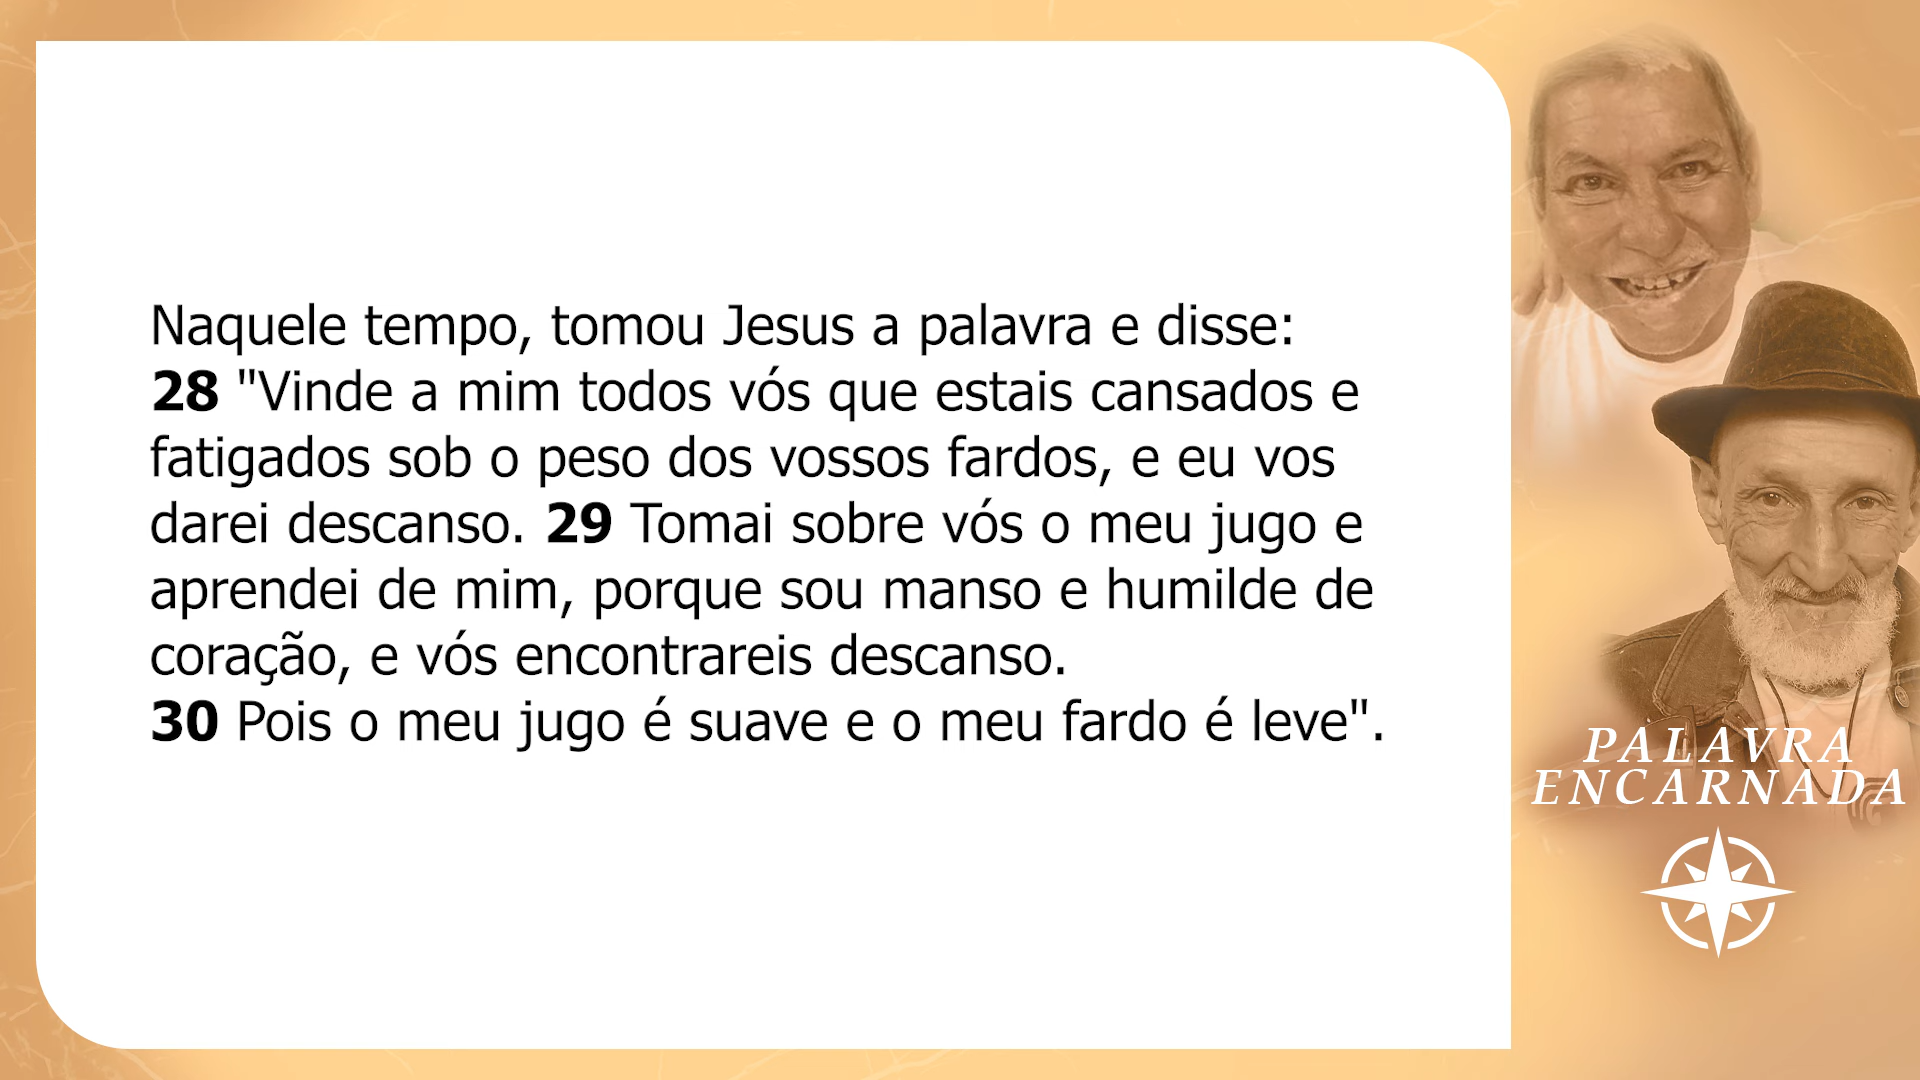 Naquele tempo, tomou Jesus a palavra e disse:
28 "Vinde a mim todos vós que estais cansados e
fatigados sob o peso dos vossos fardos, e eu vos
darei descanso. 29 Tomai sobre vós o meu jugo e
aprendei de mim, porque sou manso e humilde de
coração, e vós encontrareis descanso.
30 Pois o meu jugo é suave e o meu fardo é leve".
PALAVRA
ENCARNADA